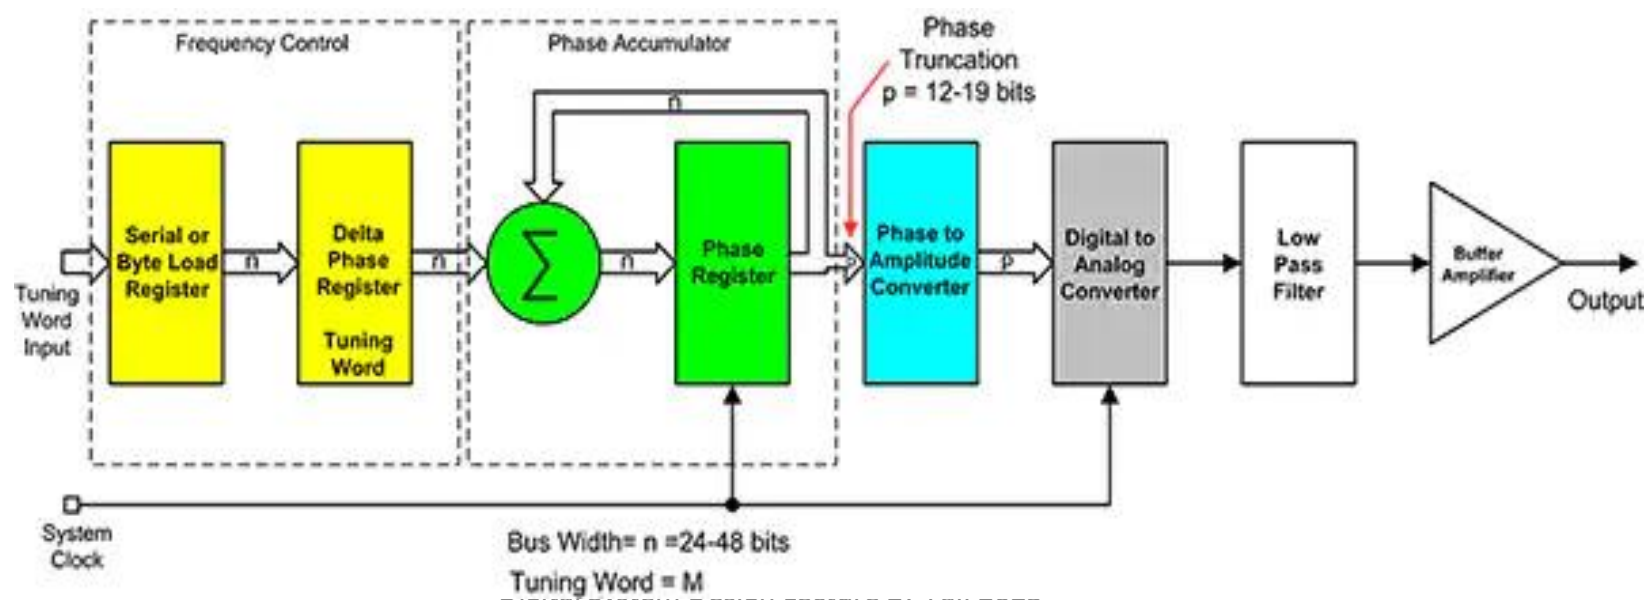 Frequency Control
Phase Accumulator
Phase
Truncation
p = 12-19 bits
n
Serial or
Byte Load
Register
n
Delta
Phase
Register
Tuning
Word
n
Σ
n
Phase
Register
p
Phase to
Amplitude
Converter
p
Digital to
Analog
Converter
Low
Pass
Filter
Buffer
Amplifier
Output
Tuning
Word
Input
System
Clock
Bus Width= n =24-48 bits
Tuning Word = M